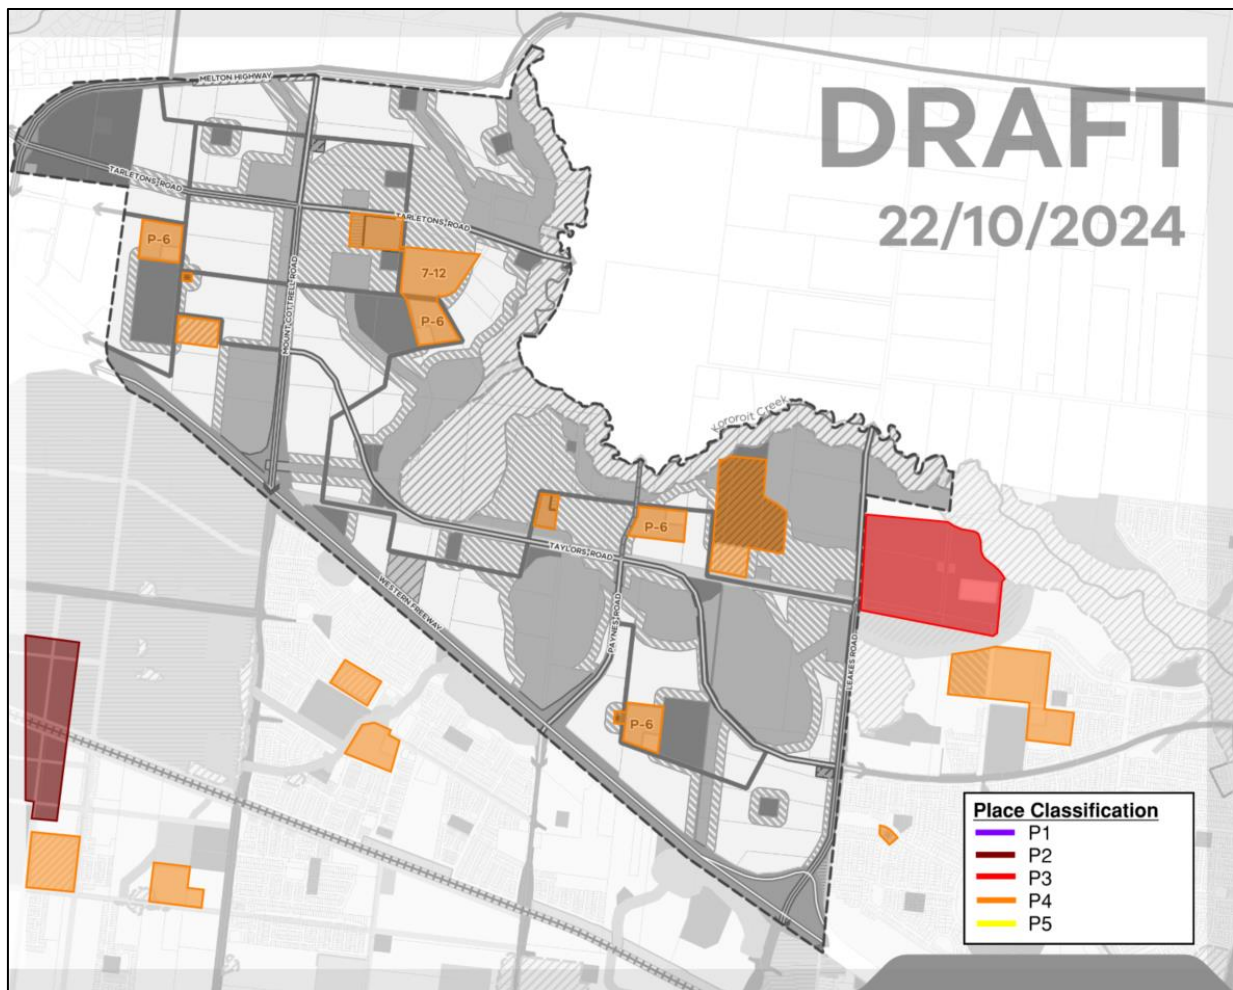 MELTON HIGHWAY
DRAFT
22/10/2024
TARLETONS ROAD
TARLETONS ROAD
P-6
7-12
MOUNT COTTRELL ROAD
P-6
Kororoit Creek
P-6
TAYLORS ROAD
WESTERN FREEWAY
PAYNES ROAD
LEAKES ROAD
P-6
Place Classification
P1
P2
P3
P4
P5